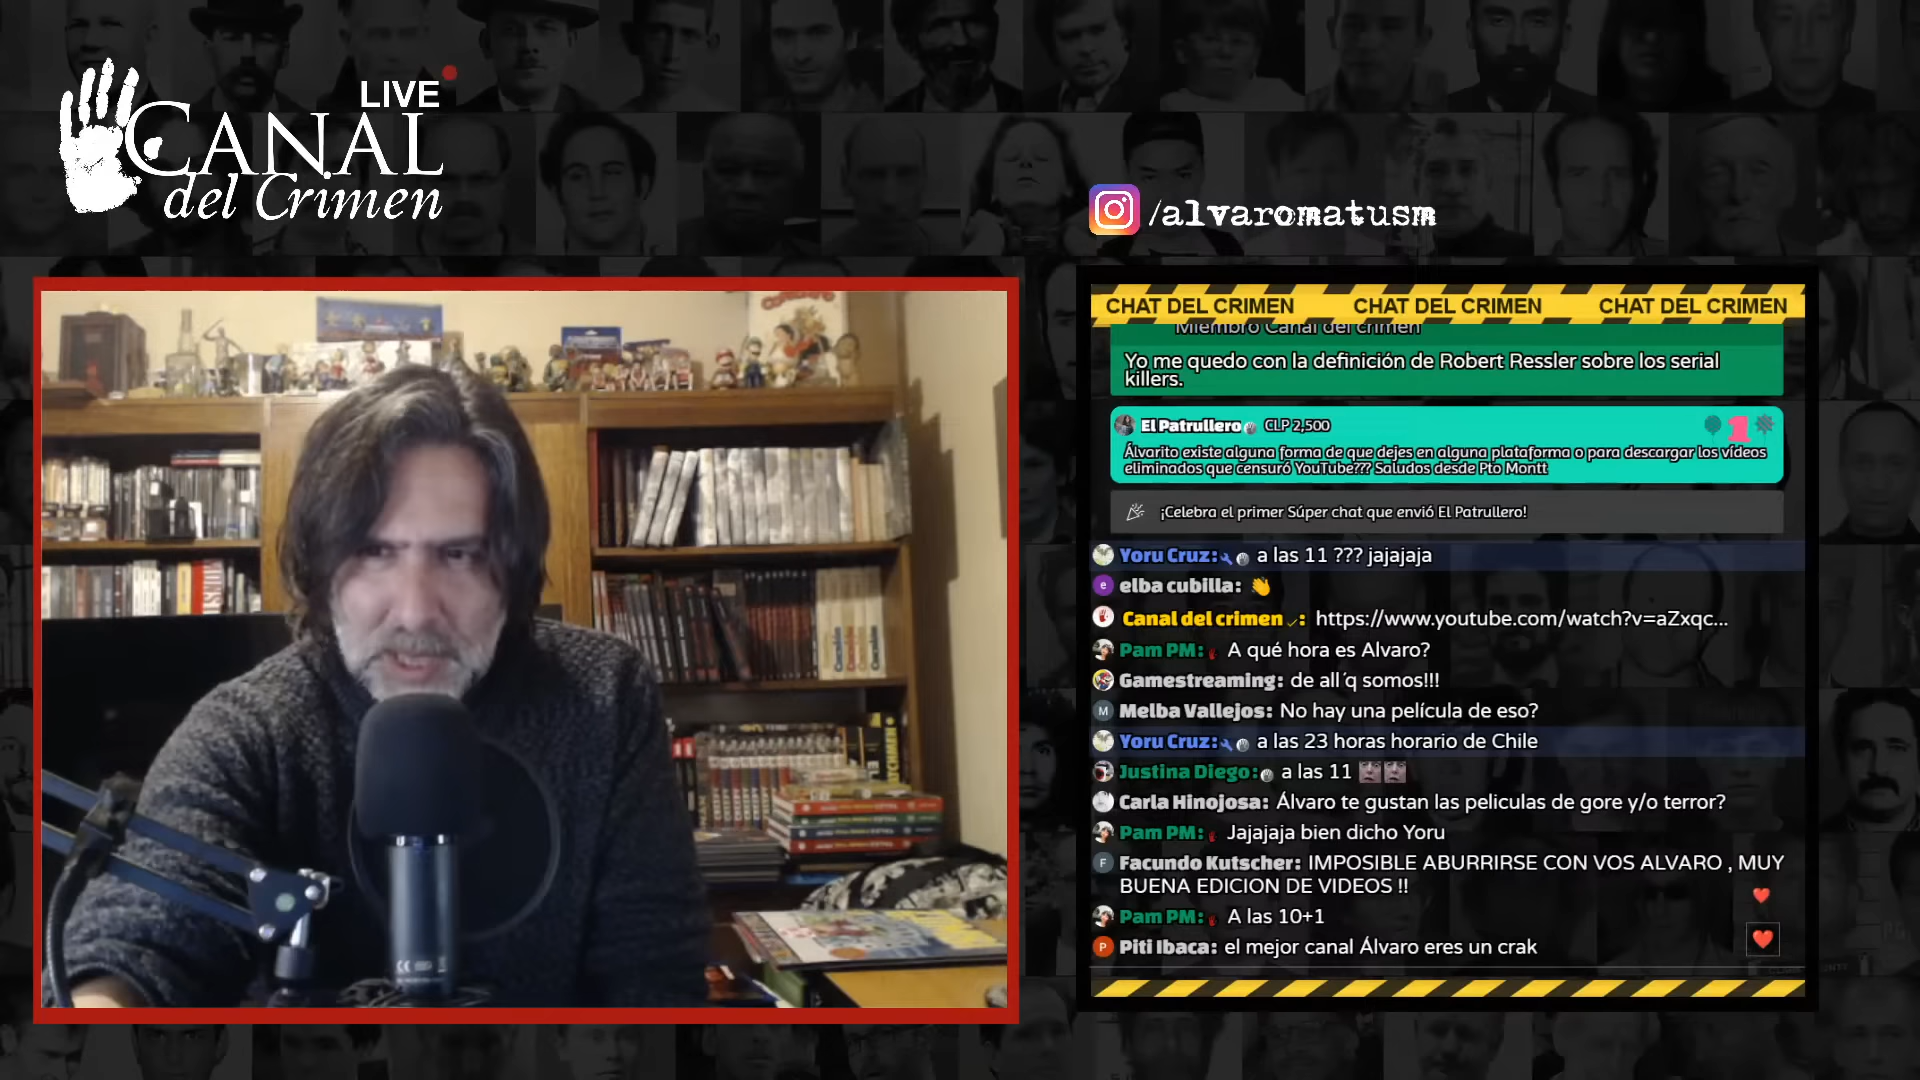 LIVE
CANAL
del Crimen
/alvaromatusm
CHAT DEL CRIMEN CHAT DEL CRIMEN CHAT DEL CRIMEN
Miembro Canal del crimen
Yo me quedo con la definición de Robert Ressler sobre los serial
killers.
El Patrullero CLP 2,500
Álvarito existe alguna forma de que dejes en alguna plataforma o para descargar los vídeos
eliminados que censuró YouTube??? Saludos desde Pto Montt
¡Celebra el primer Súper chat que envió El Patrullero!
Yoru Cruz: a las 11 ??? jajajaja
elba cubilla: 👏
Canal del crimen ✓: https://www.youtube.com/watch?v=aZxqc...
Pam PM: A qué hora es Alvaro?
Gamestreaming: de all´q somos!!!
Melba Vallejos: No hay una película de eso?
Yoru Cruz: a las 23 horas horario de Chile
Justina Diego: a las 11
Carla Hinojosa: Álvaro te gustan las peliculas de gore y/o terror?
Pam PM: Jajajaja bien dicho Yoru
Facundo Kutscher: IMPOSIBLE ABURRIRSE CON VOS ALVARO , MUY
BUENA EDICION DE VIDEOS !!
Pam PM: A las 10+1
Piti Ibaca: el mejor canal Álvaro eres un crak